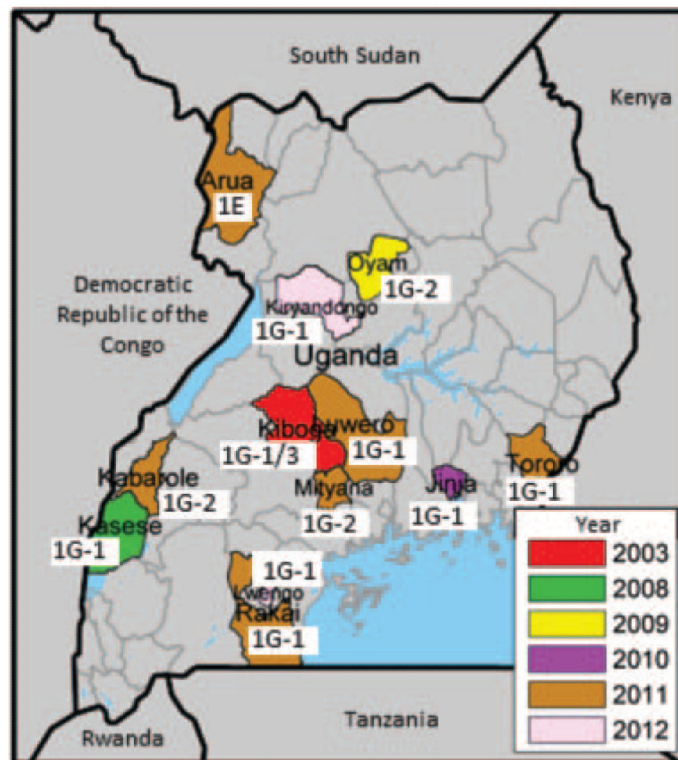 South Sudan
Kenya
Arua
1E
Democratic
Republic of the
Congo
Oyam
1G-2
Kiryandongo
1G-1
Uganda
Kiboga
Luwero
1G-1/3
1G-1
Kabarole
1G-2
Mityana
1G-2
Jinja
1G-1
Tororo
1G-1
Kasese
1G-1
1G-1
Lwengo
Rakai
1G-1
Year
2003
2008
2009
2010
2011
2012
Rwanda
Tanzania